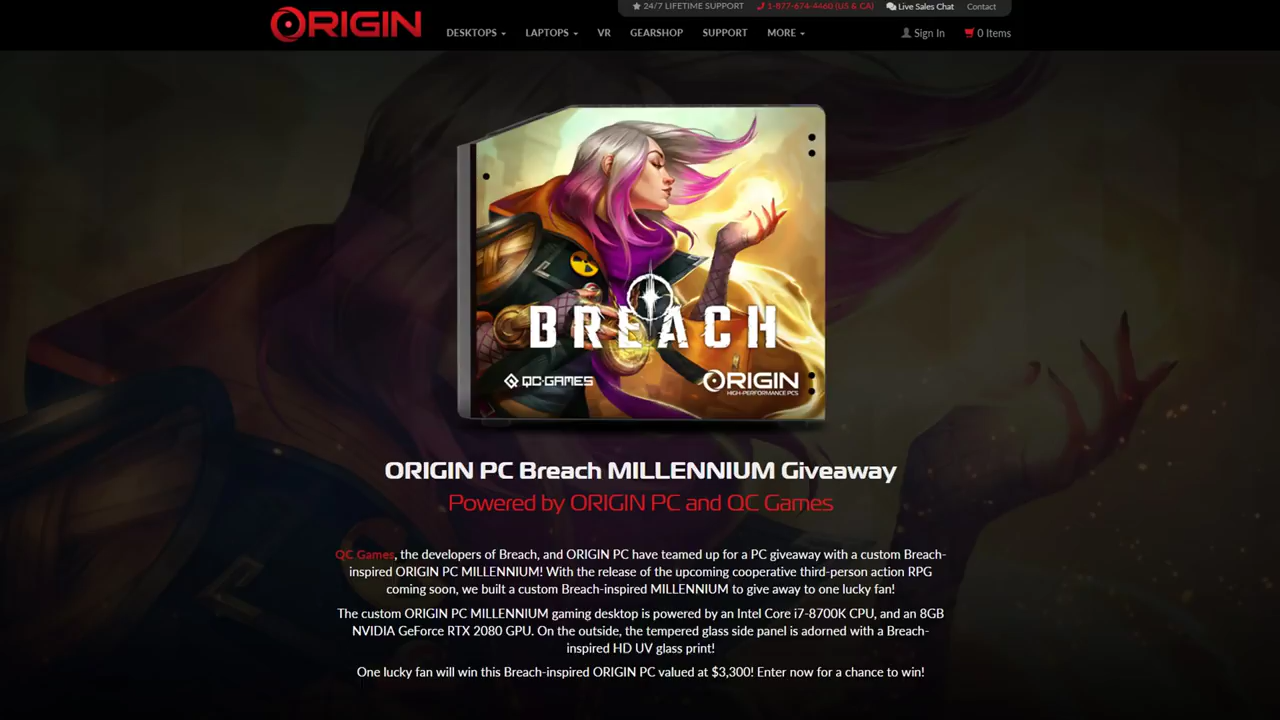 ORIGIN
24/7 LIFETIME SUPPORT 1-877-674-4460 (US & CA) Live Sales Chat Contact
DESKTOPS LAPTOPS VR GEARSHOP SUPPORT MORE Sign In 0 Items
BREACH
QC-GAMES ORIGIN
HIGH-PERFORMANCE PCS
ORIGIN PC Breach MILLENNIUM Giveaway
Powered by ORIGIN PC and QC Games
QC Games, the developers of Breach, and ORIGIN PC have teamed up for a PC giveaway with a custom Breach-
inspired ORIGIN PC MILLENNIUM! With the release of the upcoming cooperative third-person action RPG
coming soon, we built a custom Breach-inspired MILLENNIUM to give away to one lucky fan!
The custom ORIGIN PC MILLENNIUM gaming desktop is powered by an Intel Core i7-8700K CPU, and an 8GB
NVIDIA GeForce RTX 2080 GPU. On the outside, the tempered glass side panel is adorned with a Breach-
inspired HD UV glass print!
One lucky fan will win this Breach-inspired ORIGIN PC valued at $3,300! Enter now for a chance to win!